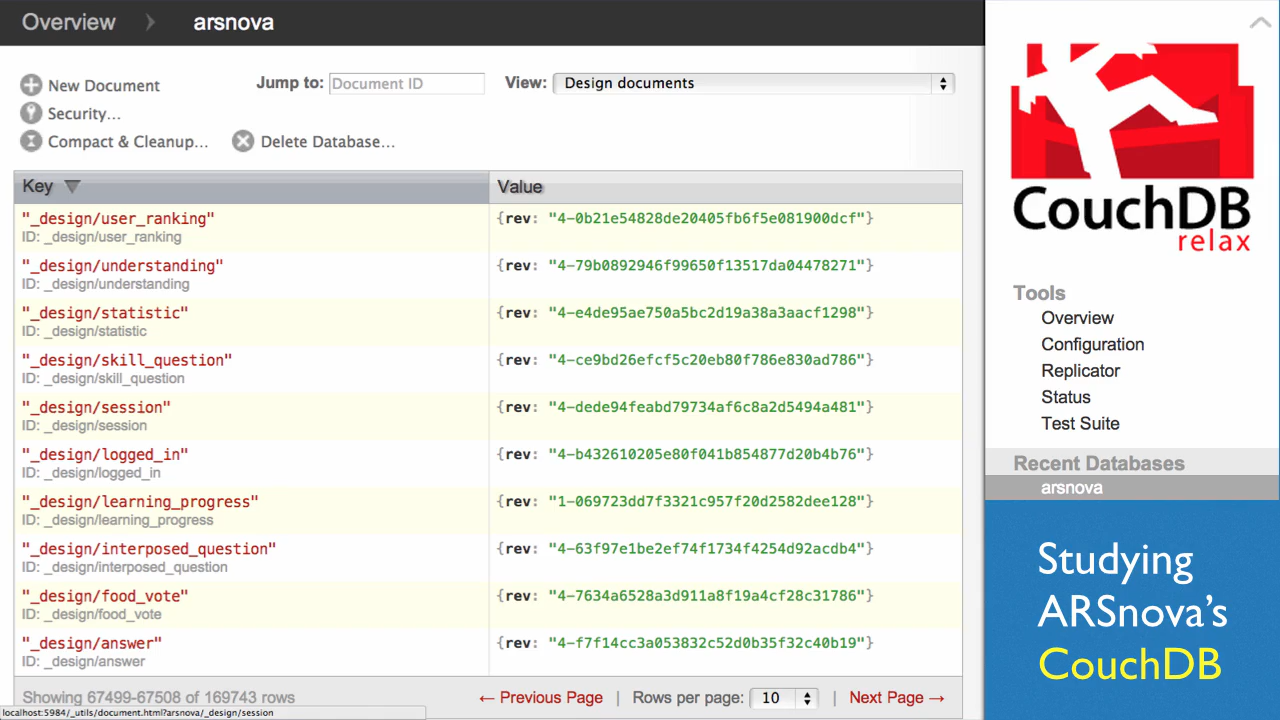 Overview arsnova
New Document
Jump to: Document ID
View: Design documents
Security...
Compact & Cleanup...
Delete Database...
Key Value
"_design/user_ranking" {rev: "4-0b21e54828de20405fb6f5e081900dcf"}
ID: _design/user_ranking
"_design/understanding" {rev: "4-79b0892946f99650f13517da04478271"}
ID: _design/understanding
"_design/statistic" {rev: "4-e4de95ae750a5bc2d19a38a3aacf1298"}
ID: _design/statistic
"_design/skill_question" {rev: "4-ce9bd26efcf5c20eb80f786e830ad786"}
ID: _design/skill_question
"_design/session" {rev: "4-dede94feabd79734af6c8a2d5494a481"}
ID: _design/session
"_design/logged_in" {rev: "4-b432610205e80f041b854877d20b4b76"}
ID: _design/logged_in
"_design/learning_progress" {rev: "1-069723dd7f3321c957f20d2582dee128"}
ID: _design/learning_progress
"_design/interposed_question" {rev: "4-63f97e1be2ef74f1734f4254d92acdb4"}
ID: _design/interposed_question
"_design/food_vote" {rev: "4-7634a6528a3d911a8f19a4cf28c31786"}
ID: _design/food_vote
"_design/answer" {rev: "4-f7f14cc3a053832c52d0b35f32c40b19"}
ID: _design/answer
Showing 67499-67508 of 169743 rows ← Previous Page | Rows per page: 10 | Next Page →
localhost:5984/_utils/document.html?arsnova/_design/session
CouchDB
relax
Tools
Overview
Configuration
Replicator
Status
Test Suite
Recent Databases
arsnova
Studying
ARSnova's
CouchDB